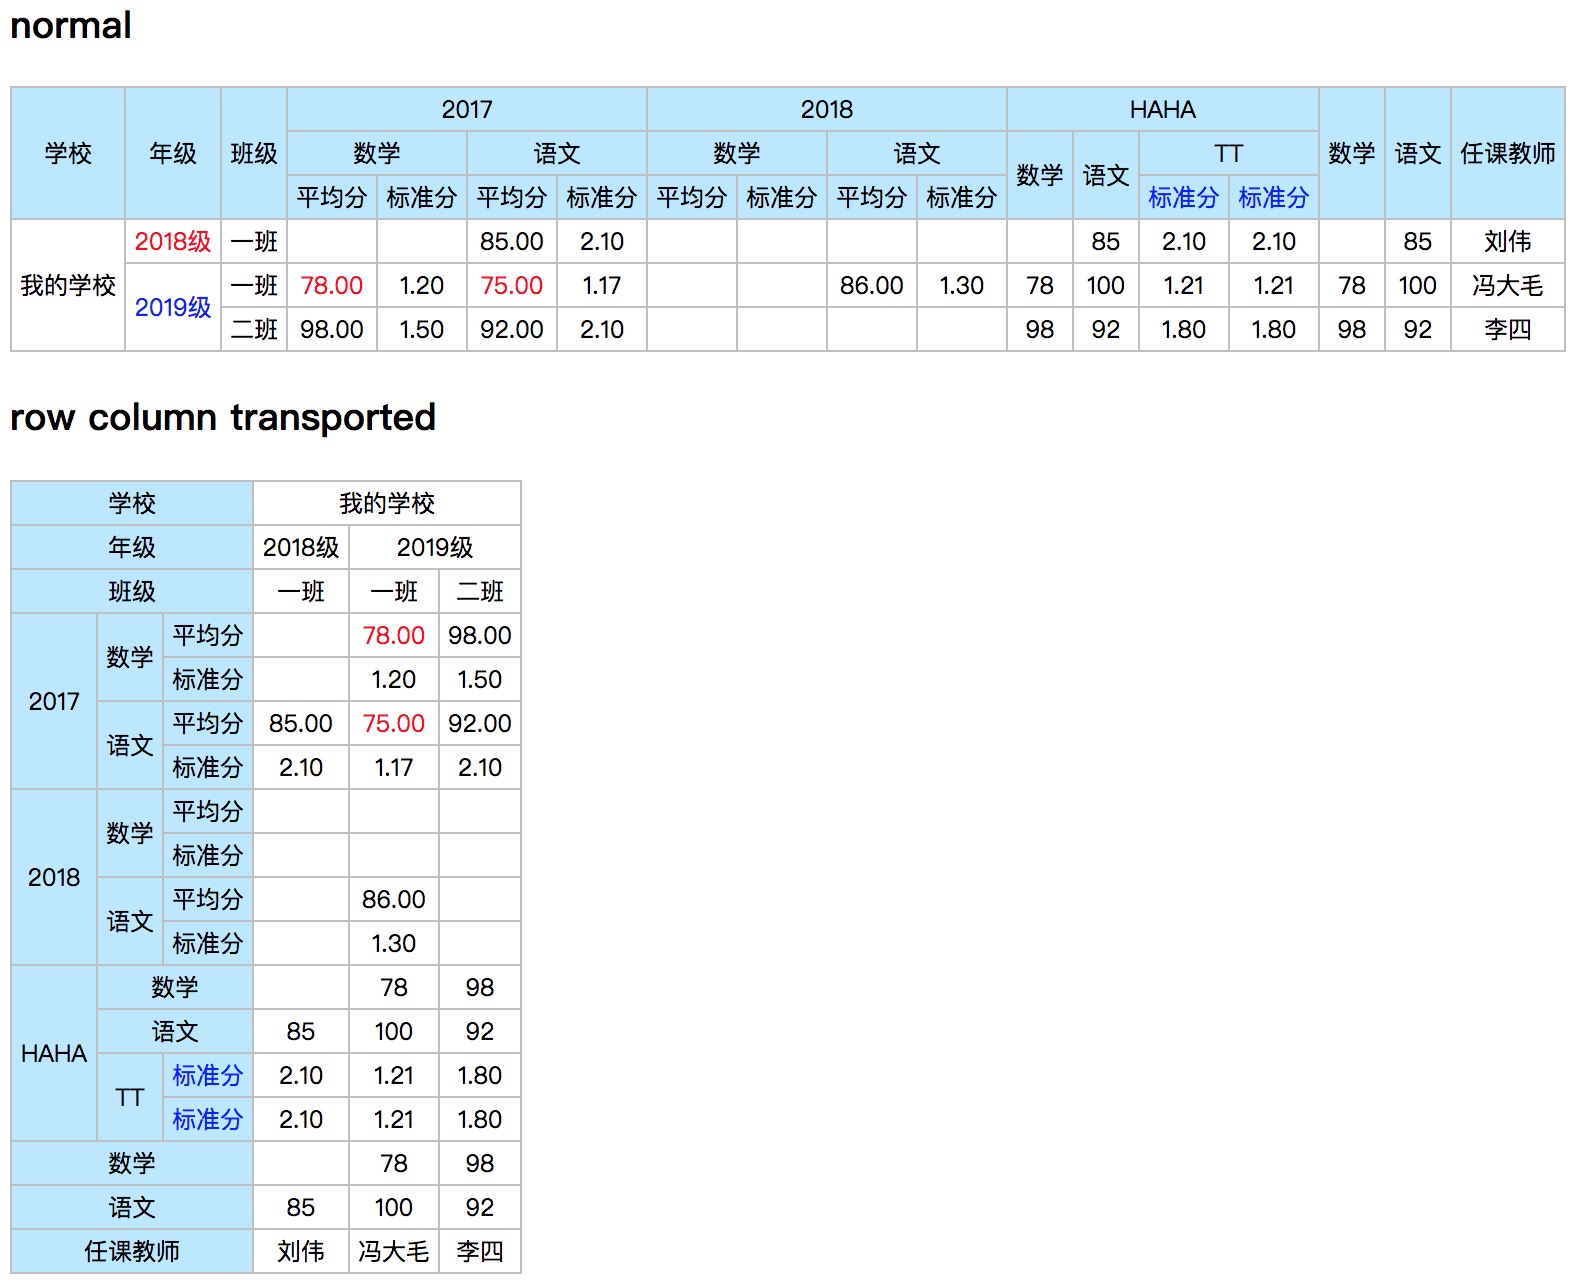 normal
2017 2018 HAHA
学校 年级 班级 数学 语文 数学 语文 数学 语文 TT 数学 语文 任课教师
平均分 标准分 平均分 标准分 平均分 标准分 平均分 标准分 标准分 标准分
我的学校 2018级 一班 85.00 2.10 85 2.10 2.10 85 刘伟
2019级 一班 78.00 1.20 75.00 1.17 86.00 1.30 78 100 1.21 1.21 78 100 冯大毛
二班 98.00 1.50 92.00 2.10 98 92 1.80 1.80 98 92 李四
row column transported
学校 我的学校
年级 2018级 2019级
班级 一班 一班 二班
2017 数学 平均分 78.00 98.00
标准分 1.20 1.50
语文 平均分 85.00 75.00 92.00
标准分 2.10 1.17 2.10
2018 数学 平均分
标准分
语文 平均分 86.00
标准分 1.30
HAHA 数学 78 98
语文 85 100 92
TT 标准分 2.10 1.21 1.80
标准分 2.10 1.21 1.80
数学 78 98
语文 85 100 92
任课教师 刘伟 冯大毛 李四